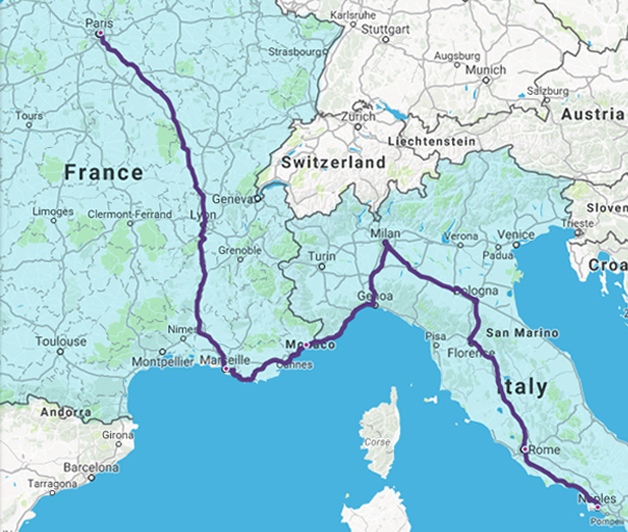 Karlsruhe
Paris
Stuttgart
Strasbourg
Augsburg
Munich
Salzburg
Tours
Zürich
Austria
Liechtenstein
Switzerland
France
Geneva
Limoges
Clermont-Ferrand
Lyon
Sloven
Trieste
Milan
Verona
Venice
Padua
Grenoble
Turin
Croa
Bologna
Genoa
Nimes
San Marino
Pisa
Florence
Toulouse
Monaco
Montpellier
Marseille
Cannes
Italy
Andorra
Corse
Girona
Rome
Barcelona
Tarragona
Naples
Pompeii